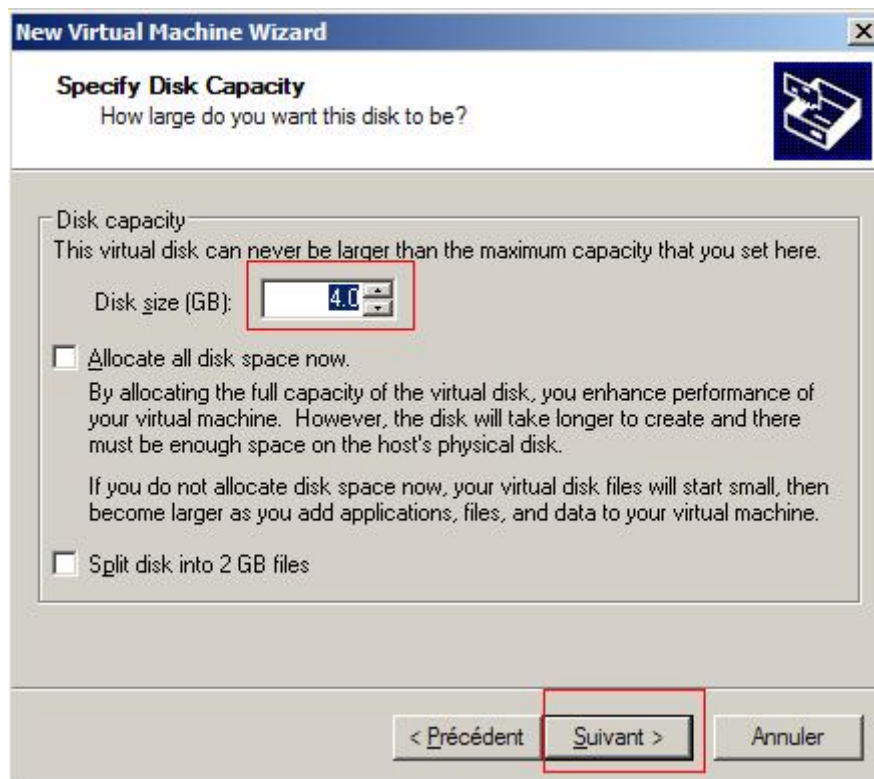 New Virtual Machine Wizard
Specify Disk Capacity
How large do you want this disk to be?
Disk capacity
This virtual disk can never be larger than the maximum capacity that you set here.
Disk size (GB): 4.0
Allocate all disk space now.
By allocating the full capacity of the virtual disk, you enhance performance of
your virtual machine. However, the disk will take longer to create and there
must be enough space on the host's physical disk.
If you do not allocate disk space now, your virtual disk files will start small, then
become larger as you add applications, files, and data to your virtual machine.
Split disk into 2 GB files
< Précédent Suivant > Annuler